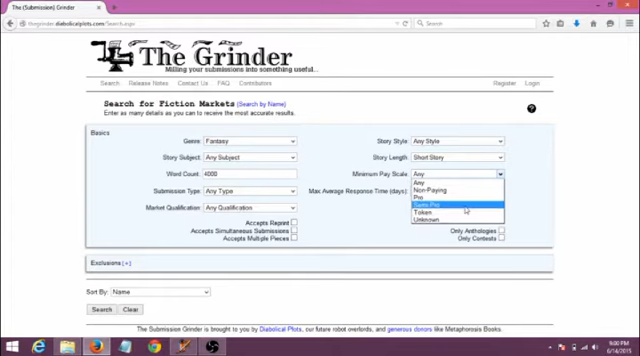 The (Submission) Grinder
thegrinder.diabolicalplots.com/Search.aspx
Search
The Grinder
Milling your submissions into something useful...
Search Release Notes Contact Us FAQ Contributors Register Login
Search for Fiction Markets (Search by Name)
Enter as many details as you can to receive the most accurate results.
Basics
Genre: Fantasy Story Style: Any Style
Story Subject: Any Subject Story Length: Short Story
Word Count: 4000 Minimum Pay Scale: Any
Any
Submission Type: Any Type Max Average Response Time (days): Non-Paying
Pro
Market Qualification: Any Qualification Semi-Pro
Token
Accepts Reprint Unknown
Accepts Simultaneous Submissions Only Anthologies
Accepts Multiple Pieces Only Contests
Exclusions [+]
Sort By: Name
Search Clear
The Submission Grinder is brought to you by Diabolical Plots, our future robot overlords, and generous donors like Metaphorosis Books.
9:00 PM
6/14/2015